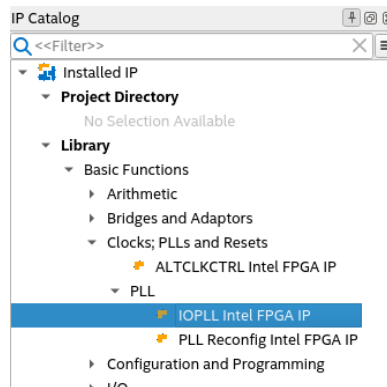 IP Catalog
<<Filter>>
Installed IP
Project Directory
No Selection Available
Library
Basic Functions
Arithmetic
Bridges and Adaptors
Clocks; PLLs and Resets
ALTCLKCTRL Intel FPGA IP
PLL
IOPLL Intel FPGA IP
PLL Reconfig Intel FPGA IP
Configuration and Programming
I/O